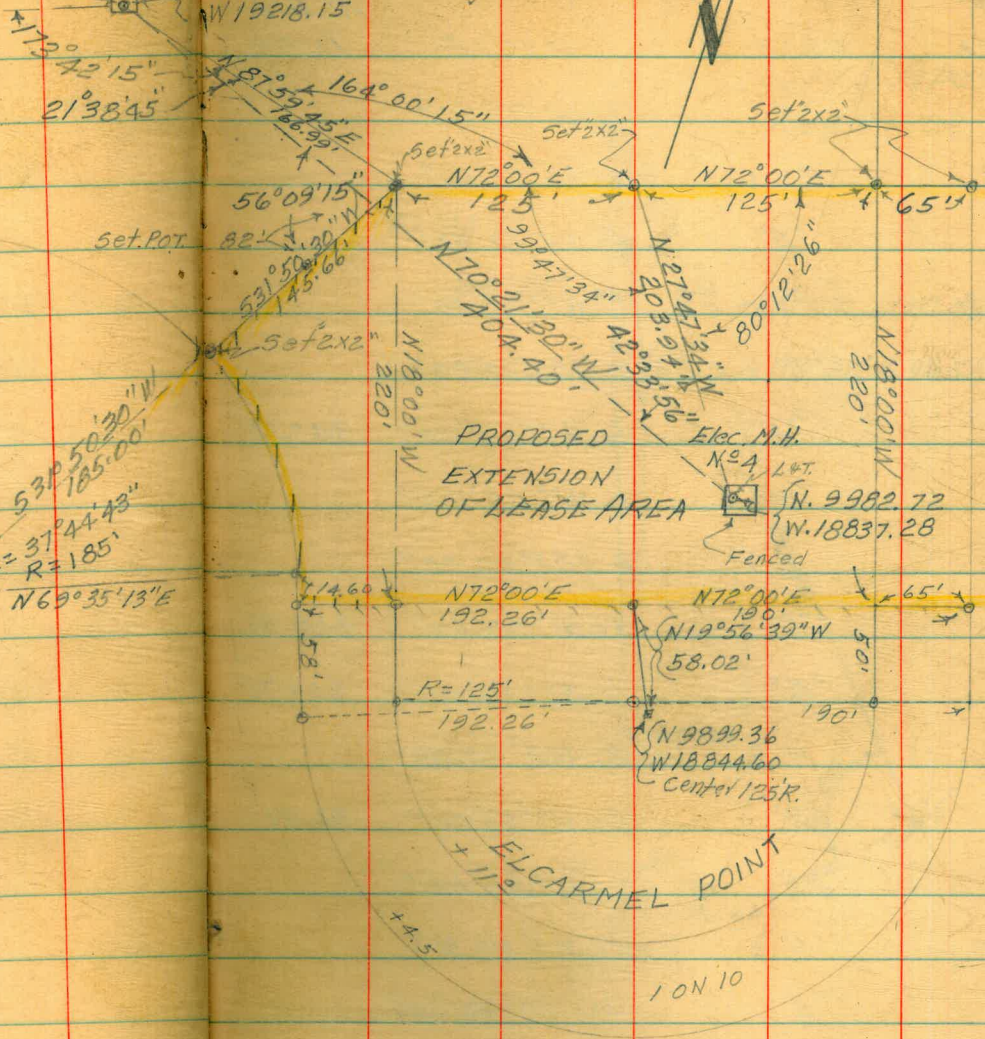 W 19218.15
173°
42'15"
21°38'45"
N 87°59'45"E
166.99'
164°00'15"
Set "2x2"
Set "2x2"
Set "2x2"
N72°00'E
125'
N72°00'E
125'
65'
56°09'15"
Set. P.O.T.
82'
S31°50'30"W
145.66'
Set "2x2"
99°47'34"
80°12'26"
N70°21'30"W
404.40'
N27°47'34"W
203.94'
42°33'56"
N18°00'W
220'
N18°00'W
220'
S31°50'30"W
185.00'
= 37°44'43"
R=185'
N69°35'13"E
PROPOSED
EXTENSION
OF LEASE AREA
Elec. M.H.
Nº4
L&T.
N. 9982.72
W. 18837.28
Fenced
14.60
N72°00'E
192.26'
N72°00'E
190'
65'
N19°56'39"W
58.02'
58'
50'
R=125'
192.26'
190'
N 9899.36
W 18844.60
Center 125'R.
ELCARMEL POINT
+11°
+4.5
1 ON 10